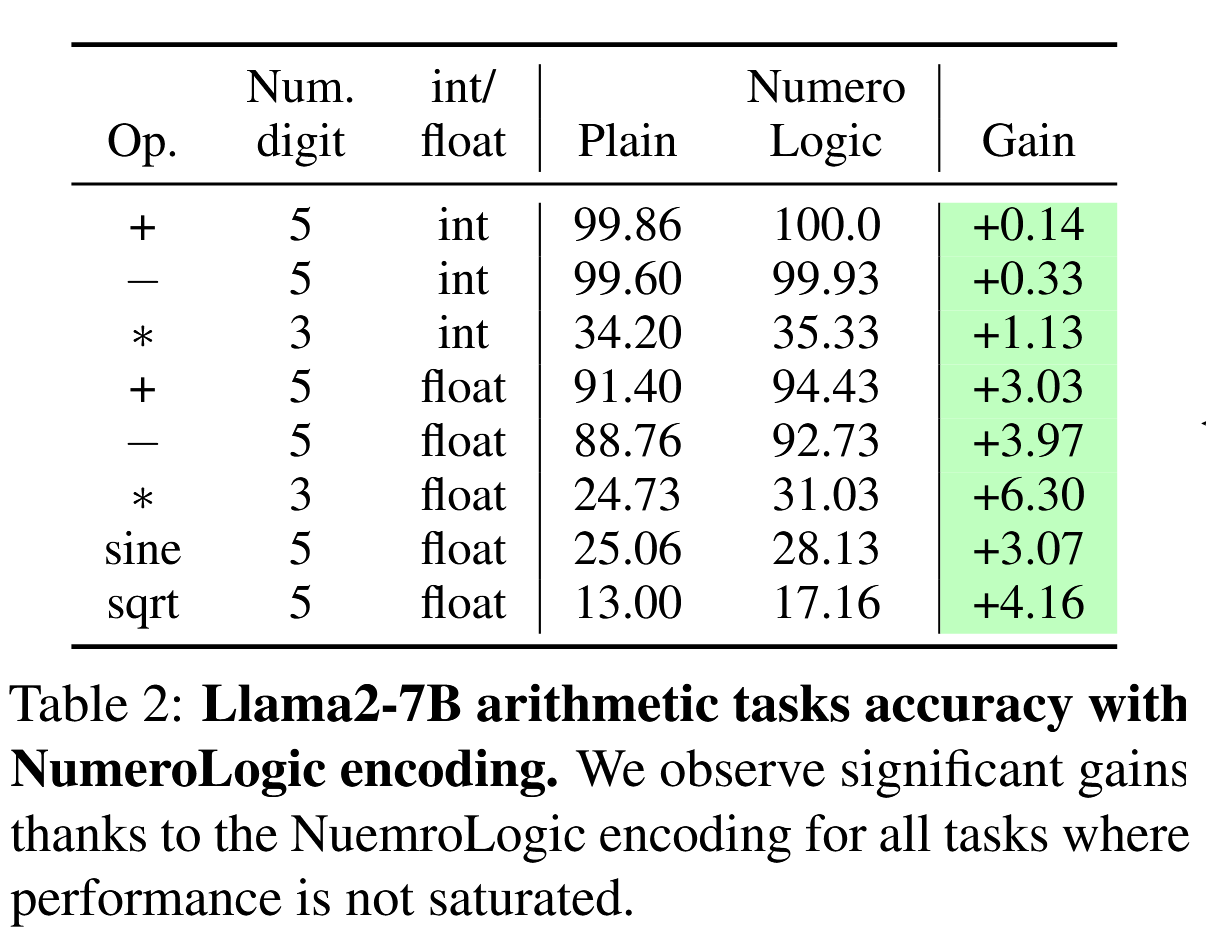 Num. int/ Numero
Op. digit float Plain Logic Gain
+ 5 int 99.86 100.0 +0.14
− 5 int 99.60 99.93 +0.33
∗ 3 int 34.20 35.33 +1.13
+ 5 float 91.40 94.43 +3.03
− 5 float 88.76 92.73 +3.97
∗ 3 float 24.73 31.03 +6.30
sine 5 float 25.06 28.13 +3.07
sqrt 5 float 13.00 17.16 +4.16
Table 2: Llama2-7B arithmetic tasks accuracy with
NumeroLogic encoding. We observe significant gains
thanks to the NuemroLogic encoding for all tasks where
performance is not saturated.